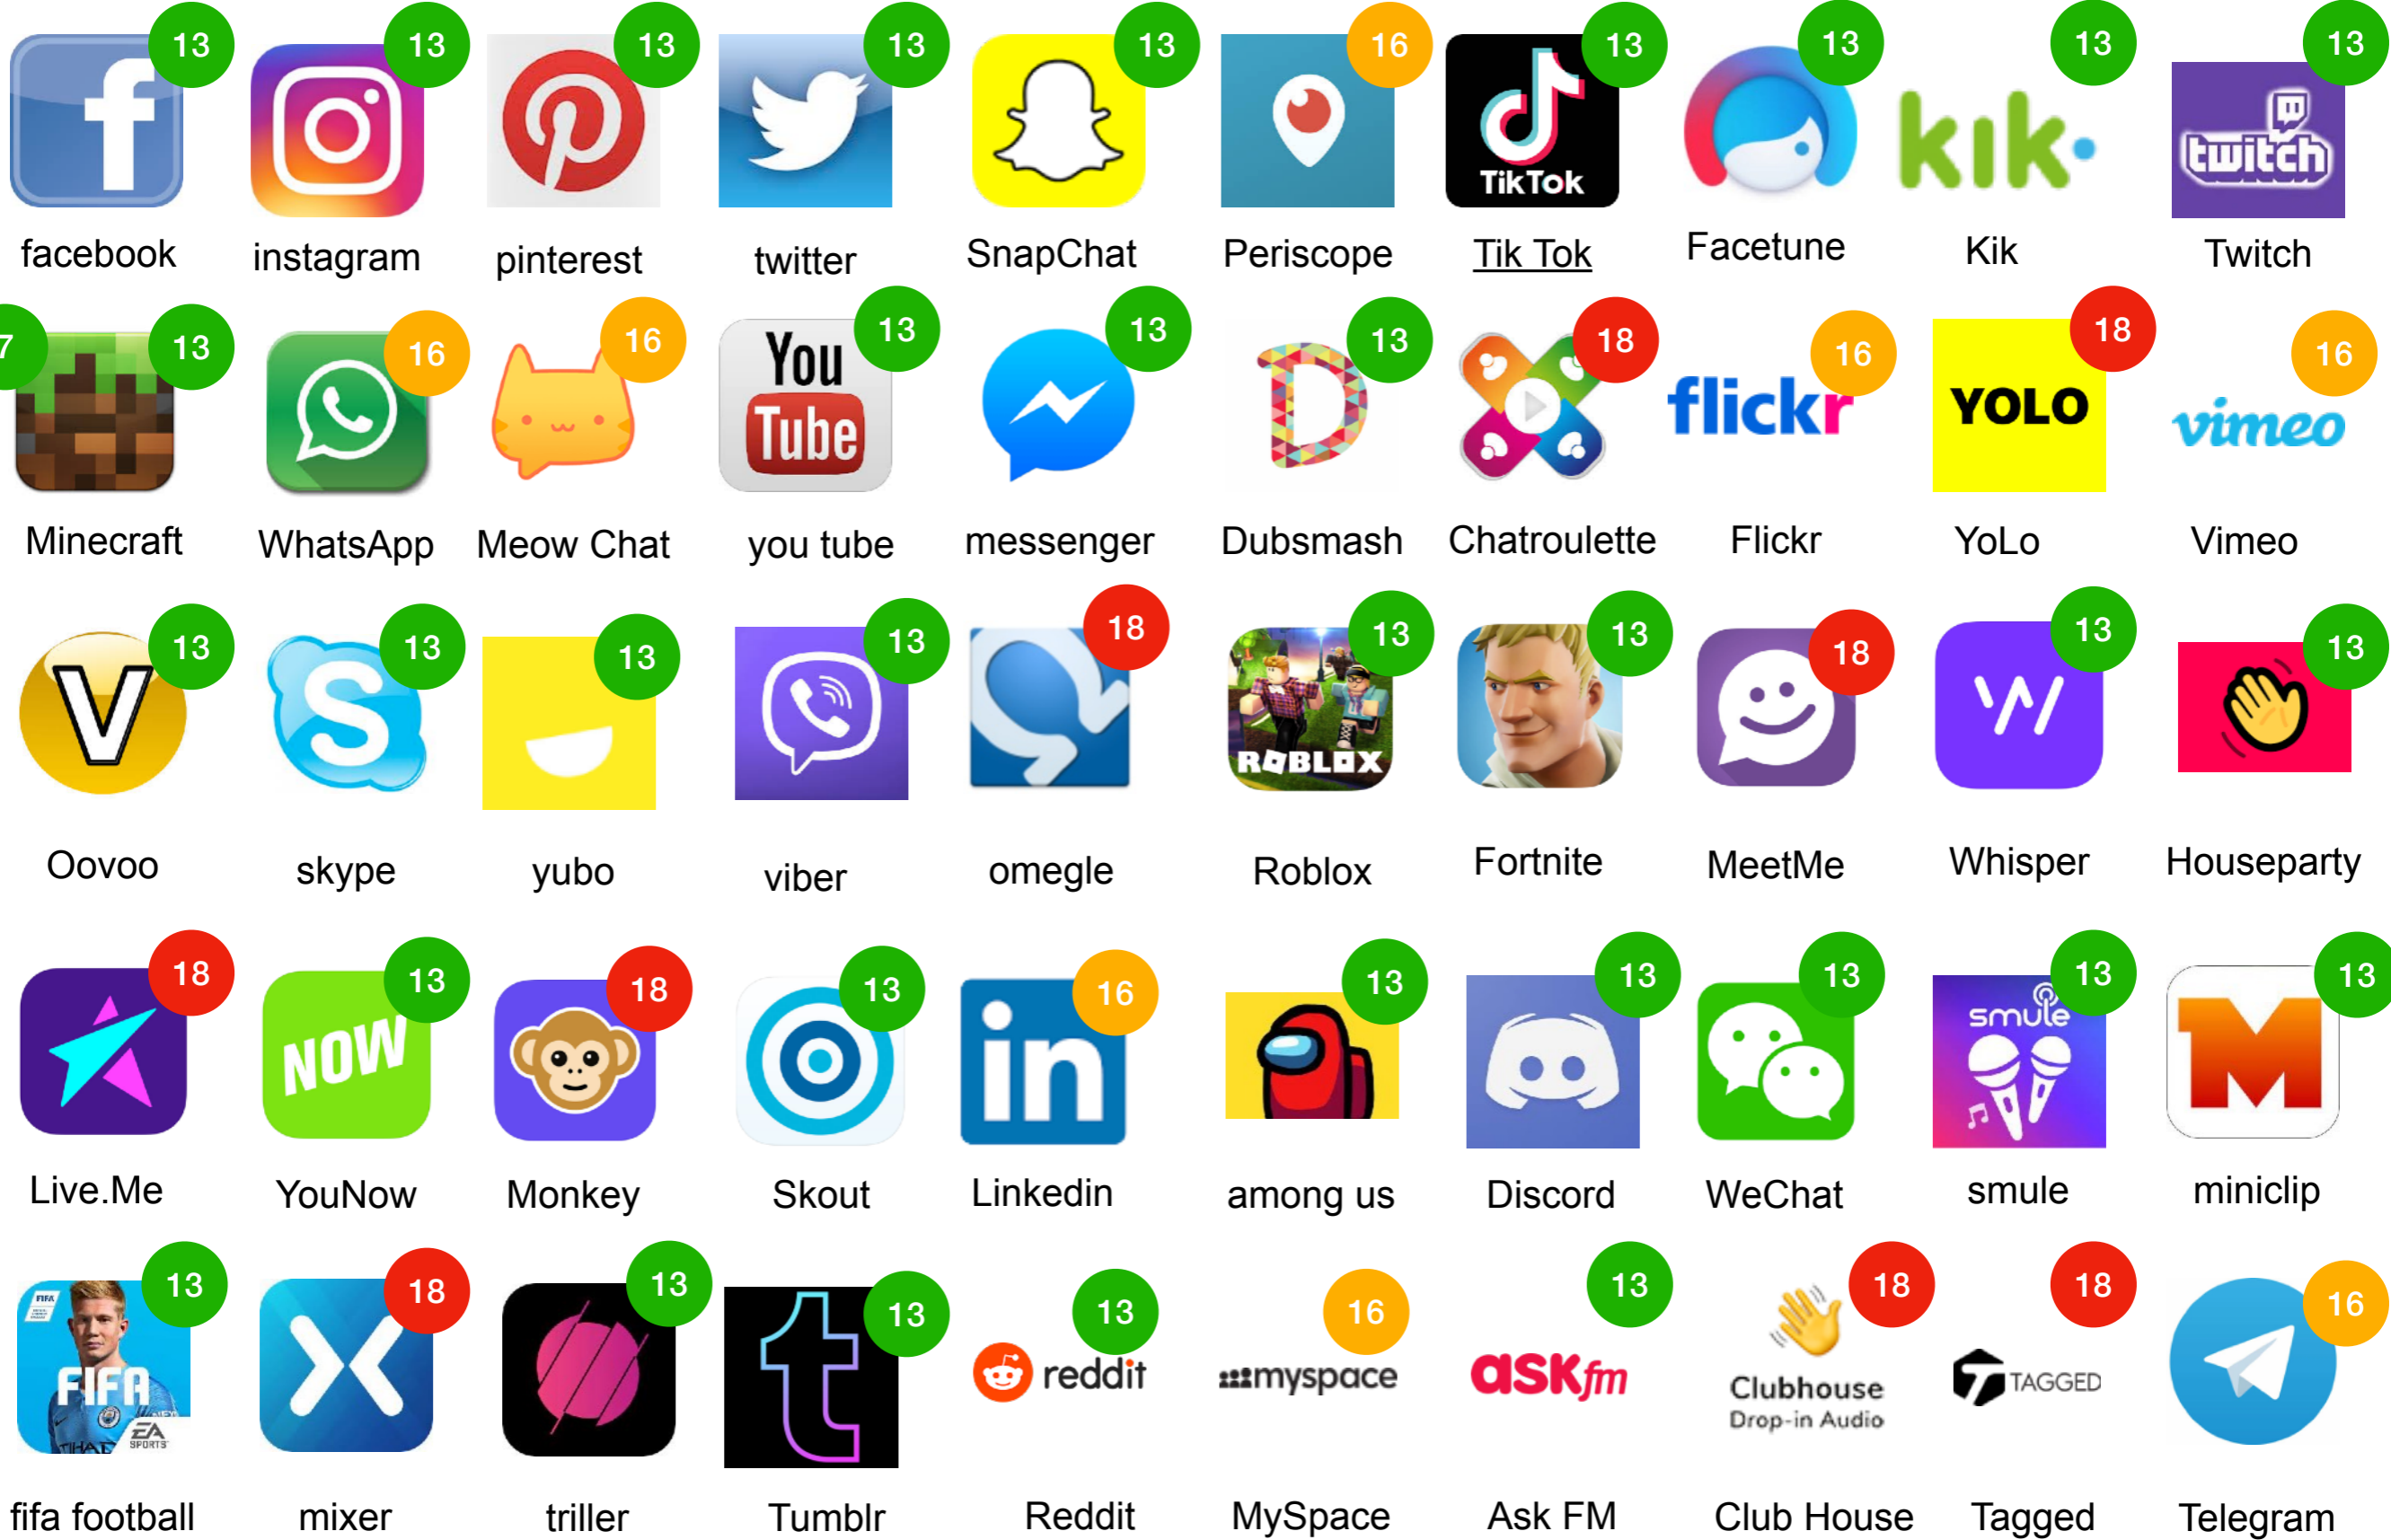 13 13 13 13 13 16 13 13 13 13
f TikTok kik twitch
facebook instagram pinterest twitter SnapChat Periscope Tik Tok Facetune Kik Twitch
7 13 16 16 13 13 13 18 16 18 16
You Tube D flickr YOLO vimeo
Minecraft WhatsApp Meow Chat you tube messenger Dubsmash Chatroulette Flickr YoLo Vimeo
13 13 13 13 18 13 13 18 13 13
V S ROBLOX W
Oovoo skype yubo viber omegle Roblox Fortnite MeetMe Whisper Houseparty
18 13 18 13 16 13 13 13 13 13
NOW in smule M
Live.Me YouNow Monkey Skout Linkedin among us Discord WeChat smule miniclip
13 18 13 13 13 16 13 18 18 16
FIFA
FIFA EA SPORTS t reddit myspace ASKfm Clubhouse TAGGED
Drop-in Audio
fifa football mixer triller Tumblr Reddit MySpace Ask FM Club House Tagged Telegram